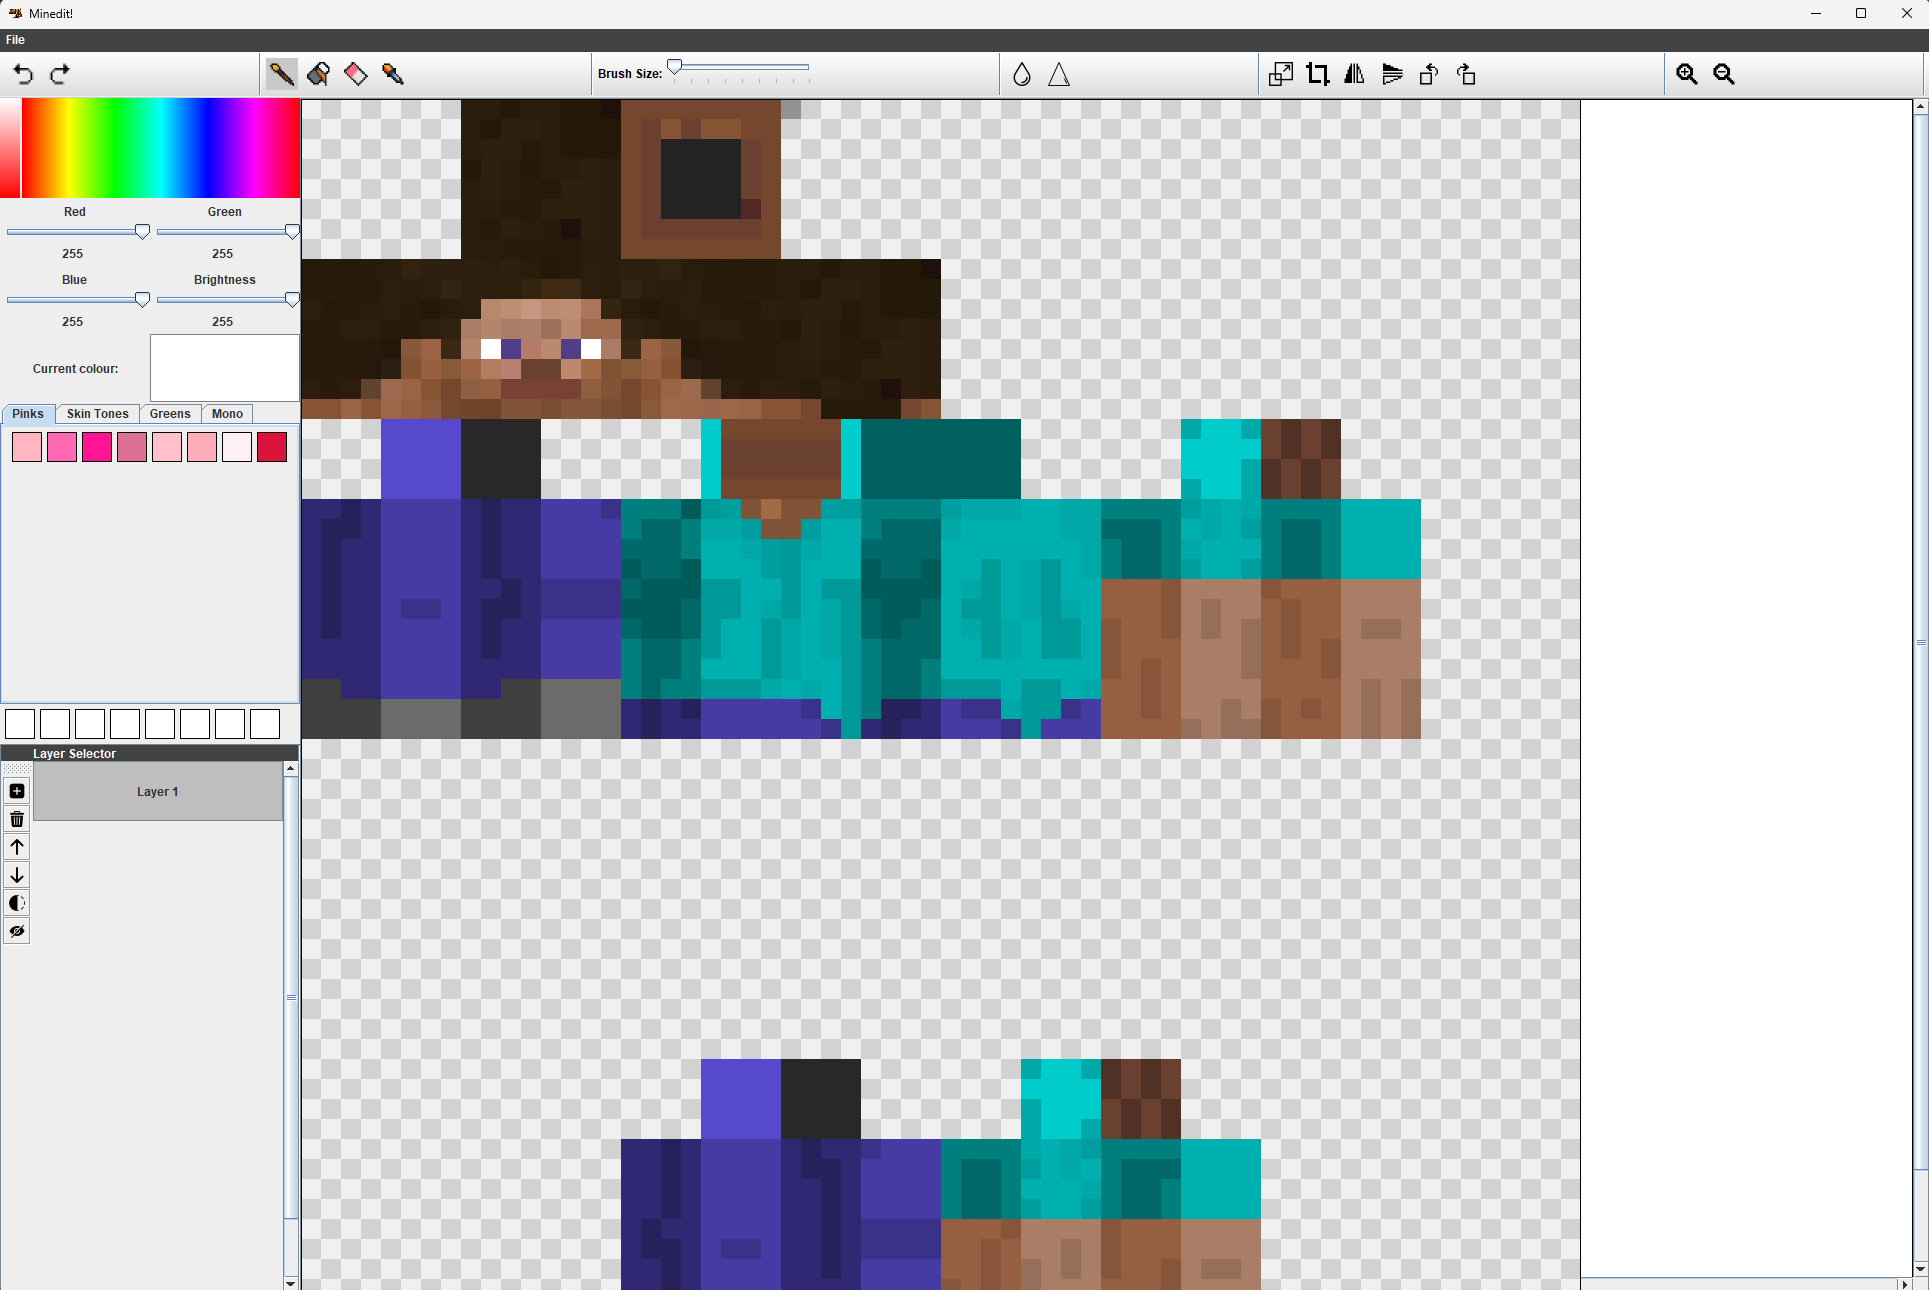 Minedit!
File
Brush Size:
Red
Green
255
255
Blue
Brightness
255
255
Current colour:
Pinks
Skin Tones
Greens
Mono
Layer Selector
Layer 1